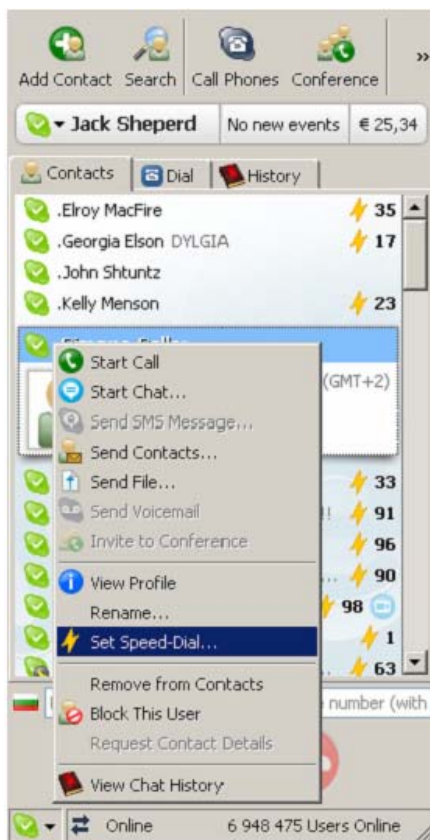 Add Contact Search Call Phones Conference »
Jack Sheperd No new events € 25,34
Contacts Dial History
.Elroy MacFire 35
.Georgia Elson DYLGIA 17
.John Shtuntz
.Kelly Menson 23
Start Call
(GMT+2)
Start Chat...
Send SMS Message...
Send Contacts...
Send File... 33
Send Voicemail !! 91
Invite to Conference 96
View Profile ... 90
Rename... 98
Set Speed-Dial... 1
63
Remove from Contacts
number (with
Block This User
Request Contact Details
View Chat History
Online 6 948 475 Users Online